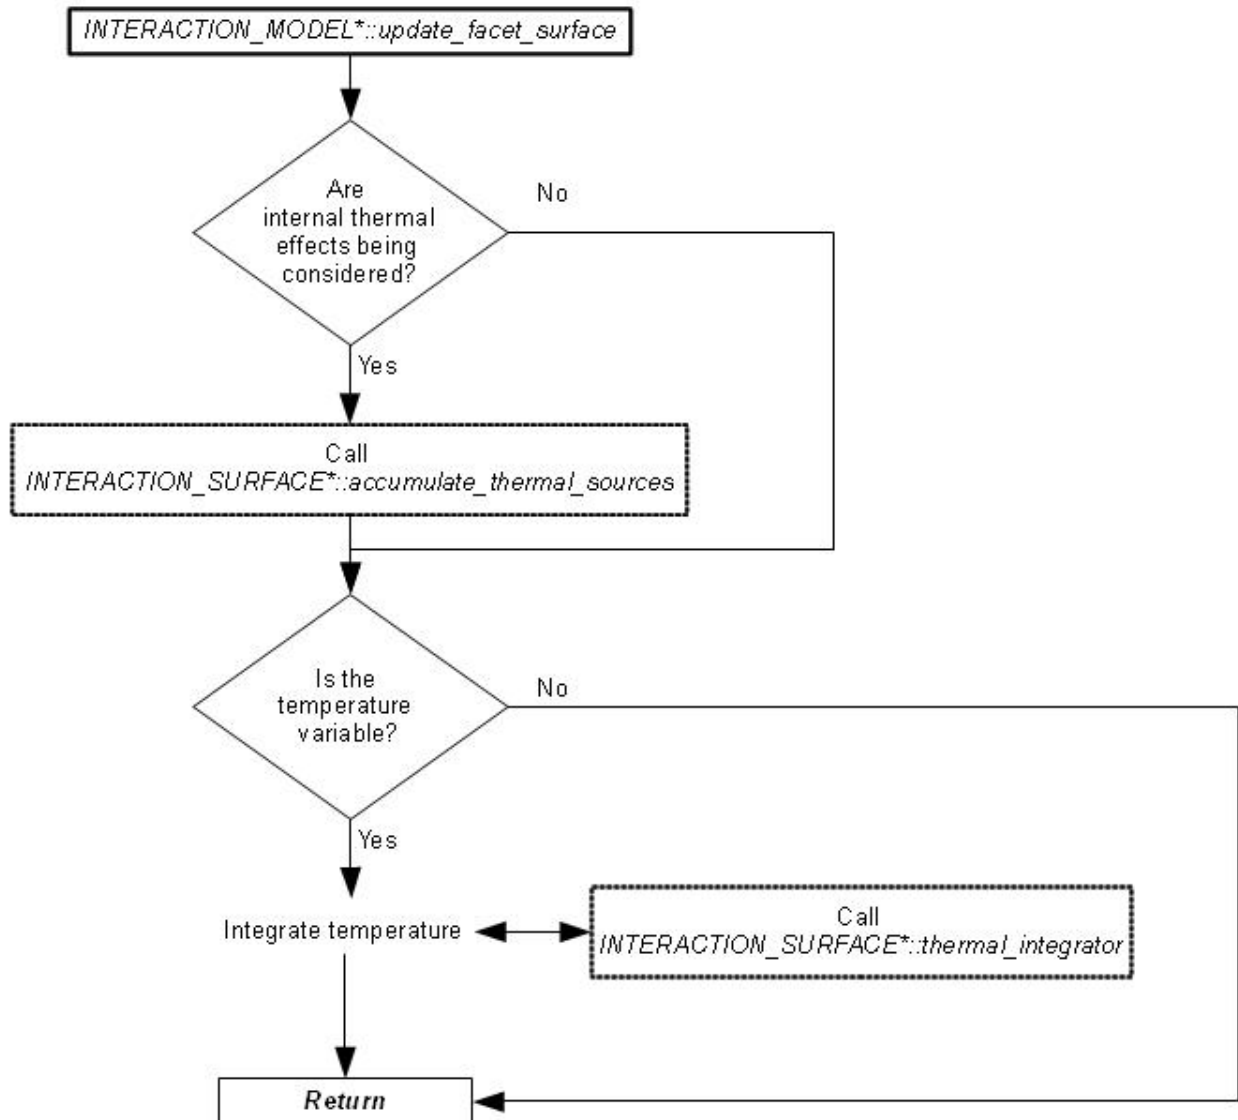 INTERACTION_MODEL*::update_facet_surface
Are
internal thermal
effects being
considered?
No
Yes
Call
INTERACTION_SURFACE*::accumulate_thermal_sources
Is the
temperature
variable?
No
Yes
Integrate temperature
Call
INTERACTION_SURFACE*::thermal_integrator
Return